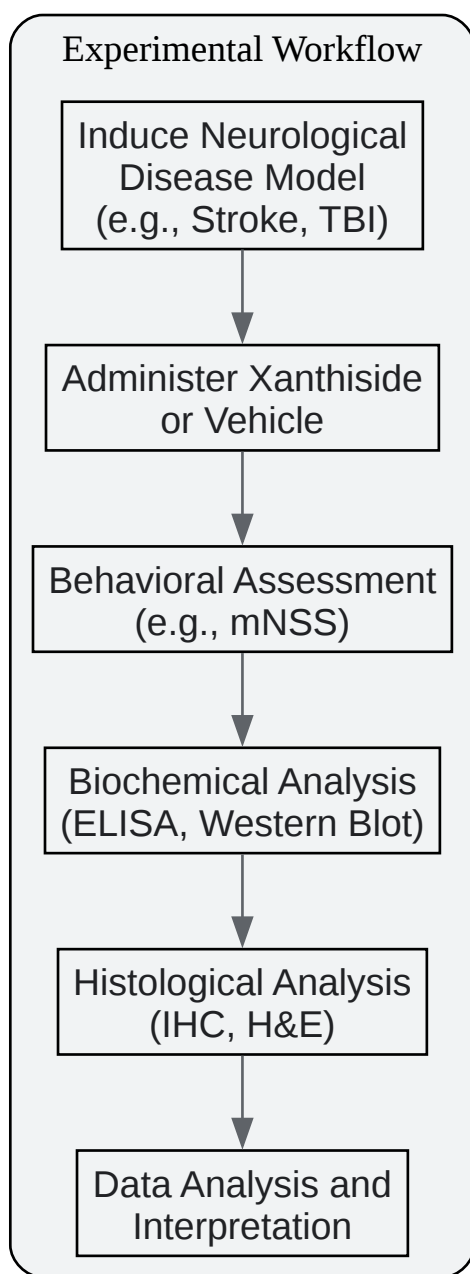 Experimental Workflow
Induce Neurological
Disease Model
(e.g., Stroke, TBI)
Administer Xanthiside
or Vehicle
Behavioral Assessment
(e.g., mNSS)
Biochemical Analysis
(ELISA, Western Blot)
Histological Analysis
(IHC, H&E)
Data Analysis and
Interpretation